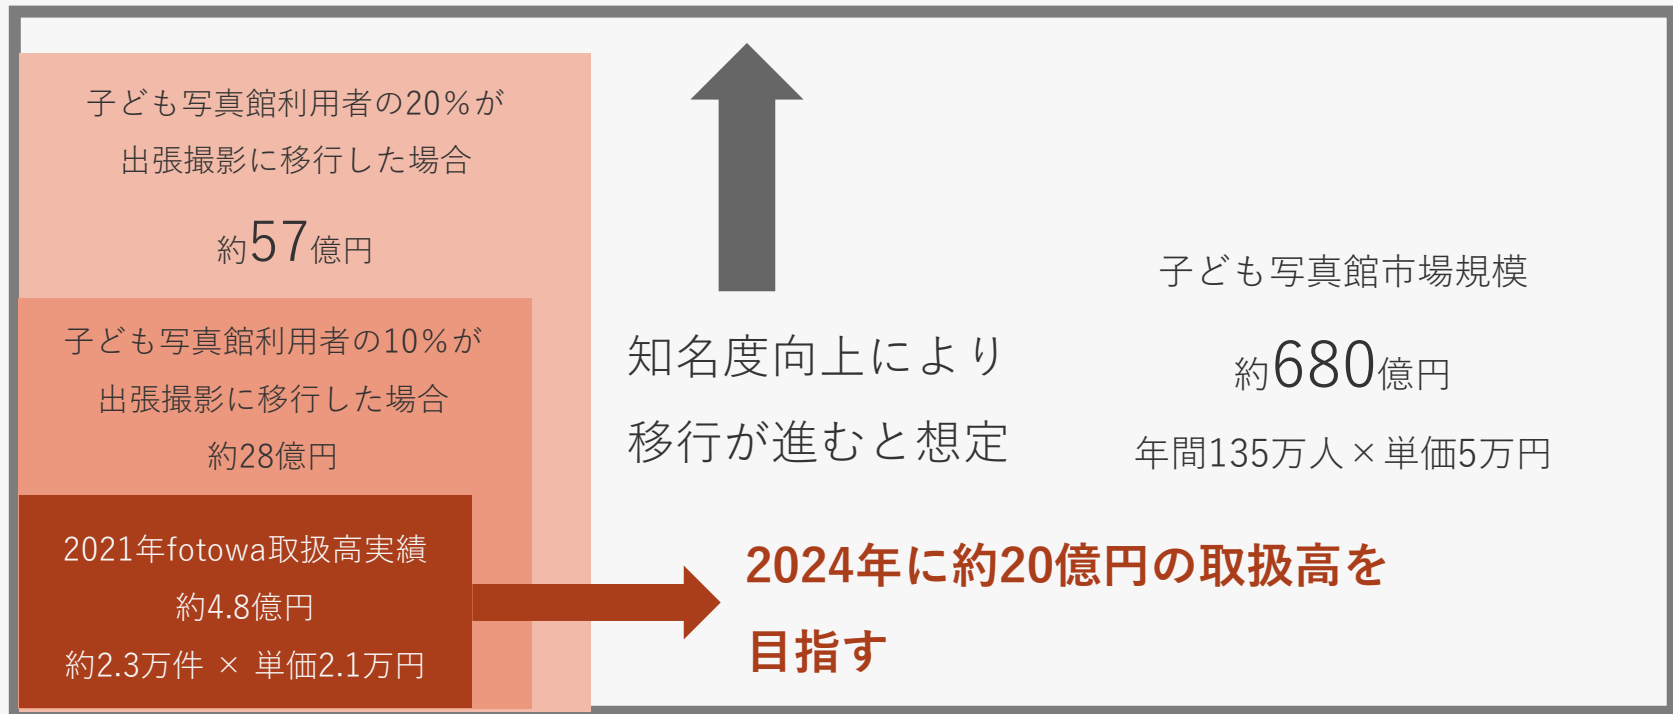 子ども写真館利用者の20％が
出張撮影に移行した場合
約57億円
子ども写真館利用者の10％が
出張撮影に移行した場合
約28億円
2021年fotowa取扱高実績
約4.8億円
約2.3万件 × 単価2.1万円
知名度向上により
移行が進むと想定
子ども写真館市場規模
約680億円
年間135万人×単価5万円
2024年に約20億円の取扱高を
目指す